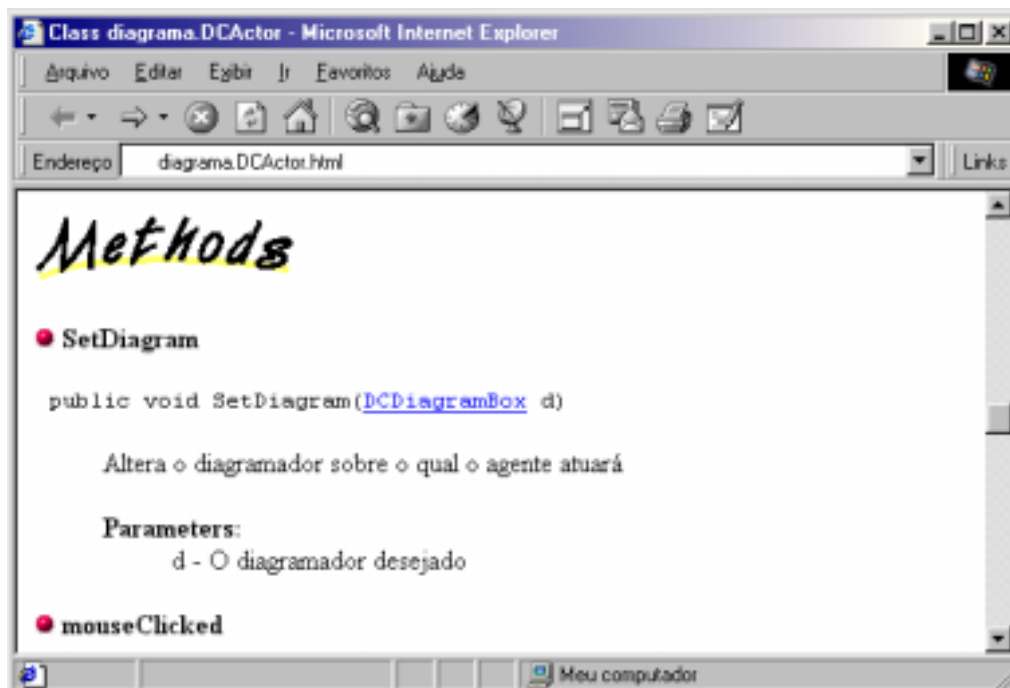 Class diagrama.DCActor - Microsoft Internet Explorer
Arquivo Editar Exibir Ir Favoritos Ajuda
Endereço diagrama.DCActor.html Links
Methods
SetDiagram
public void SetDiagram(DCDiagramBox d)
Altera o diagramador sobre o qual o agente atuará
Parameters:
d - O diagramador desejado
mouseClicked
Meu computador